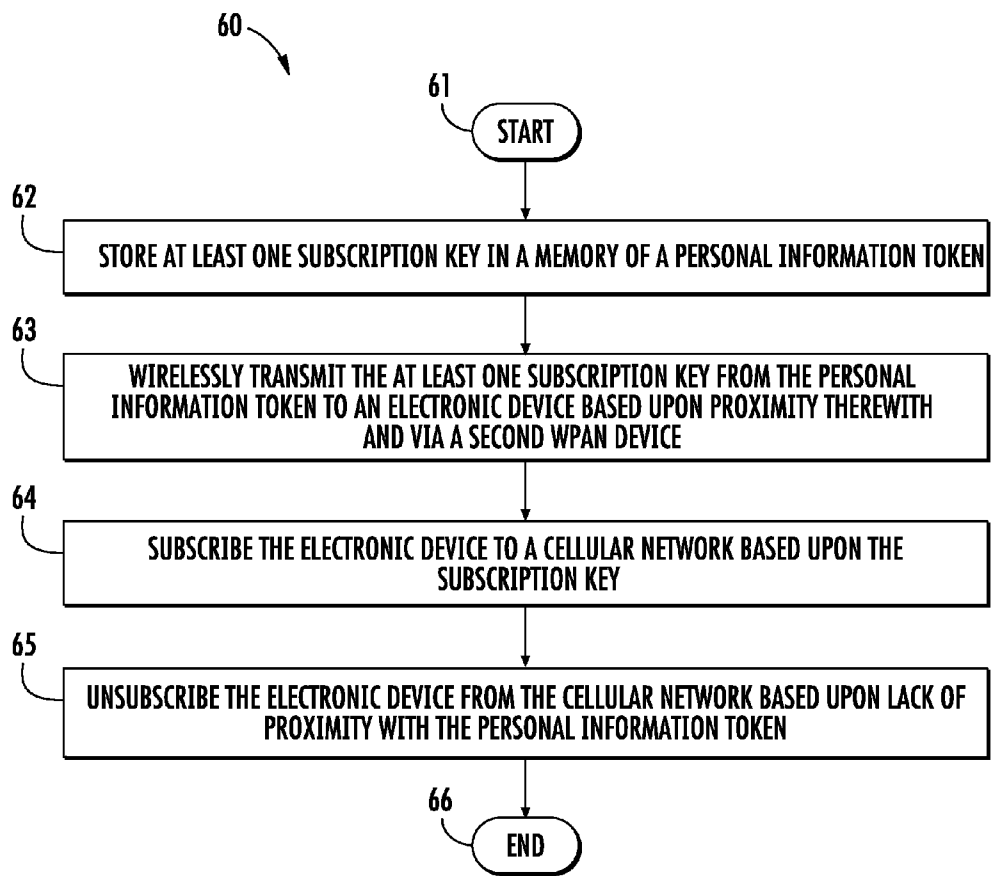 60
61
START
62
STORE AT LEAST ONE SUBSCRIPTION KEY IN A MEMORY OF A PERSONAL INFORMATION TOKEN
63
WIRELESSLY TRANSMIT THE AT LEAST ONE SUBSCRIPTION KEY FROM THE PERSONAL
INFORMATION TOKEN TO AN ELECTRONIC DEVICE BASED UPON PROXIMITY THEREWITH
AND VIA A SECOND WPAN DEVICE
64
SUBSCRIBE THE ELECTRONIC DEVICE TO A CELLULAR NETWORK BASED UPON THE
SUBSCRIPTION KEY
65
UNSUBSCRIBE THE ELECTRONIC DEVICE FROM THE CELLULAR NETWORK BASED UPON LACK OF
PROXIMITY WITH THE PERSONAL INFORMATION TOKEN
66
END